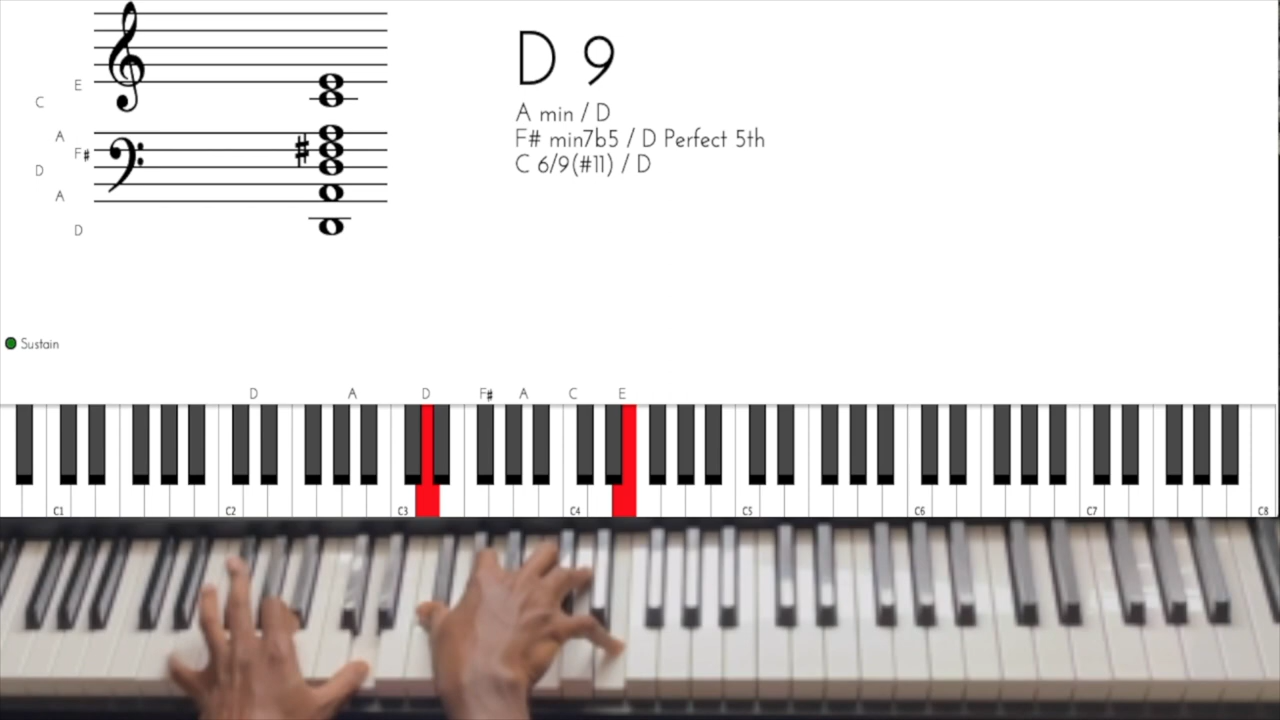 D 9
A min / D
F# min7b5 / D Perfect 5th
C 6/9(#11) / D
E
C
A
F#
D
A
D
Sustain
D A D F# A C E
C1 C2 C3 C4 C5 C6 C7 C8